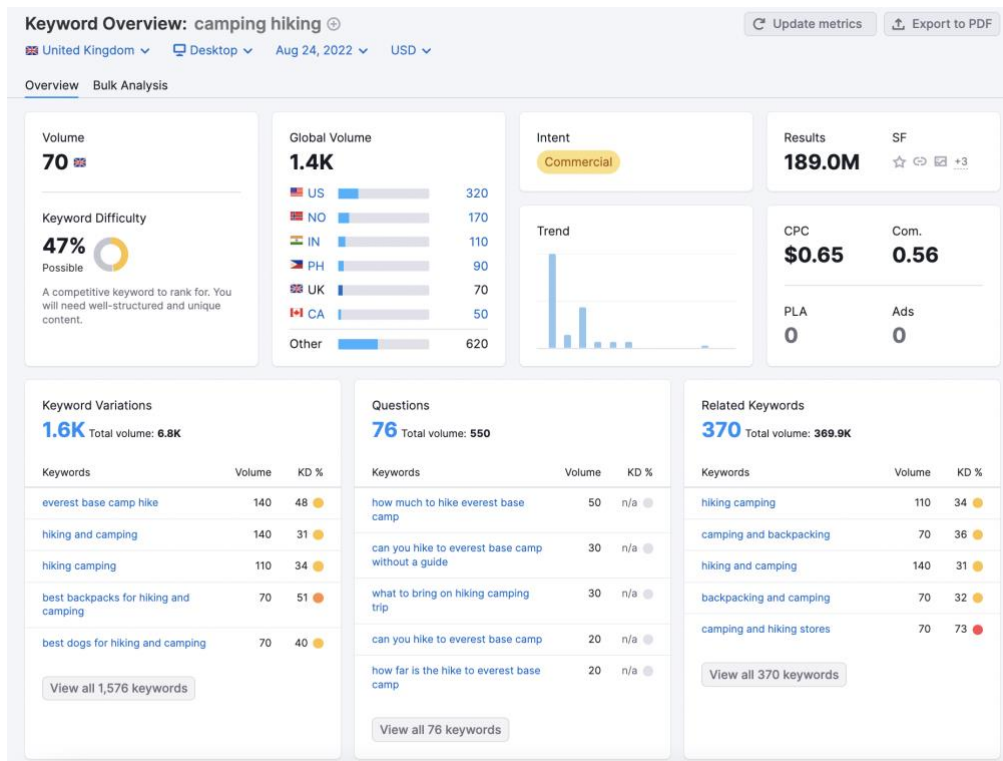 Keyword Overview: camping hiking
Update metrics
Export to PDF
United Kingdom
Desktop
Aug 24, 2022
USD
Overview
Bulk Analysis
Volume
70
Keyword Difficulty
47%
Possible
A competitive keyword to rank for. You
will need well-structured and unique
content.
Global Volume
1.4K
US 320
NO 170
IN 110
PH 90
UK 70
CA 50
Other 620
Intent
Commercial
Trend
Results
189.0M
SF
+3
CPC
$0.65
Com.
0.56
PLA
0
Ads
0
Keyword Variations
1.6K Total volume: 6.8K
Keywords Volume KD %
everest base camp hike 140 48
hiking and camping 140 31
hiking camping 110 34
best backpacks for hiking and
camping 70 51
best dogs for hiking and camping 70 40
View all 1,576 keywords
Questions
76 Total volume: 550
Keywords Volume KD %
how much to hike everest base
camp 50 n/a
can you hike to everest base camp
without a guide 30 n/a
what to bring on hiking camping
trip 30 n/a
can you hike to everest base camp 20 n/a
how far is the hike to everest base
camp 20 n/a
View all 76 keywords
Related Keywords
370 Total volume: 369.9K
Keywords Volume KD %
hiking camping 110 34
camping and backpacking 70 36
hiking and camping 140 31
backpacking and camping 70 32
camping and hiking stores 70 73
View all 370 keywords